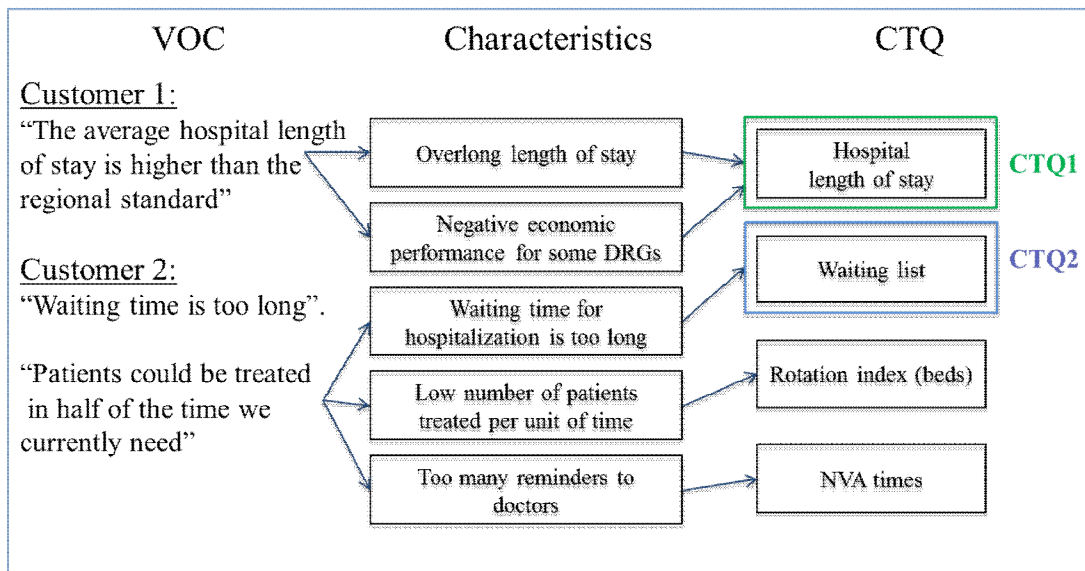 VOC
Characteristics
CTQ
Customer 1:
“The average hospital length
of stay is higher than the
regional standard”
Customer 2:
“Waiting time is too long”.
“Patients could be treated
in half of the time we
currently need”
Overlong length of stay
Negative economic
performance for some DRGs
Waiting time for
hospitalization is too long
Low number of patients
treated per unit of time
Too many reminders to
doctors
Hospital
length of stay
CTQ1
Waiting list
CTQ2
Rotation index (beds)
NVA times